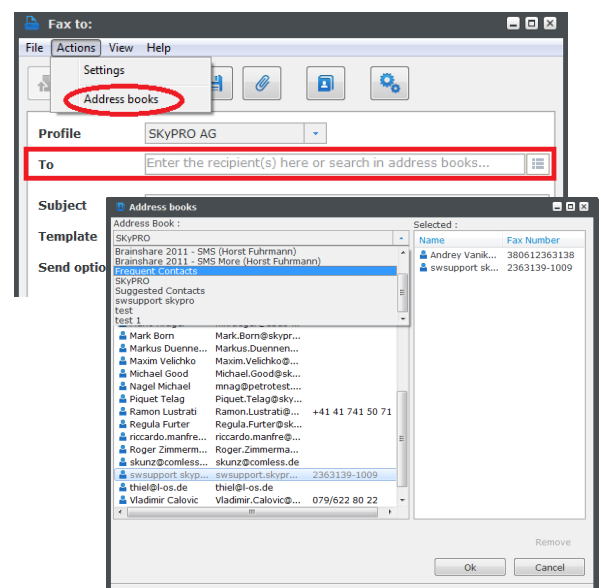 Fax to:
File Actions View Help
Settings
Address books
Profile SKyPRO AG
To Enter the recipient(s) here or search in address books...
Subject
Template
Send optio
Address books
Address Book :
SKyPRO
Brainshare 2011 - SMS (Horst Fuhrmann)
Brainshare 2011 - SMS More (Horst Fuhrmann)
Frequent Contacts
SKyPRO
Suggested Contacts
swsupport skypro
test
test 1
Mark Born Mark.Born@skypr...
Markus Duenne... Markus.Duennen...
Maxim Velichko Maxim.Velichko@...
Michael Good Michael.Good@sk...
Nagel Michael mnag@petrotest....
Piquet Telag Piquet.Telag@sky...
Ramon Lustrati Ramon.Lustrati@... +41 41 741 50 71
Regula Furter Regula.Furter@sk...
riccardo.manfre... riccardo.manfre@...
Roger Zimmerm... Roger.Zimmerma...
skunz@comless... skunz@comless.de
swsupport skyp... swsupport.skypr... 2363139-1009
thiel@l-os.de thiel@l-os.de
Vladimir Calovic Vladimir.Calovic@... 079/622 80 22
Selected :
Name Fax Number
Andrey Vanik... 380612363138
swsupport sk... 2363139-1009
Remove
Ok Cancel